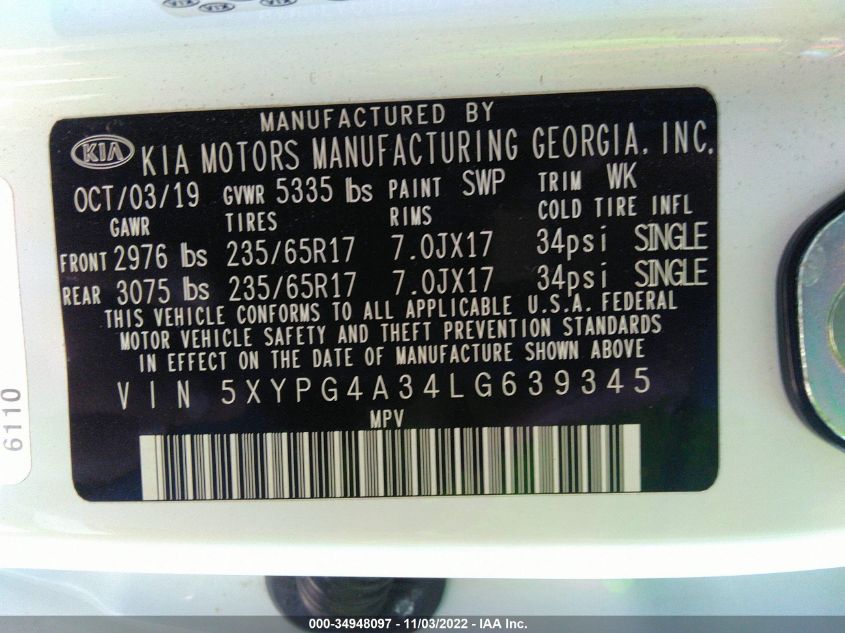 MANUFACTURED BY
KIA KIA MOTORS MANUFACTURING GEORGIA, INC.
OCT/03/19 GVWR 5335 lbs PAINT SWP TRIM WK
GAWR TIRES RIMS COLD TIRE INFL
FRONT 2976 lbs 235/65R17 7.0JX17 34psi SINGLE
REAR 3075 lbs 235/65R17 7.0JX17 34psi SINGLE
THIS VEHICLE CONFORMS TO ALL APPLICABLE U.S.A. FEDERAL
MOTOR VEHICLE SAFETY AND THEFT PREVENTION STANDARDS
IN EFFECT ON THE DATE OF MANUFACTURE SHOWN ABOVE
VIN 5XYPG4A34LG639345
MPV
6110
000-34948097 - 11/03/2022 - IAA Inc.